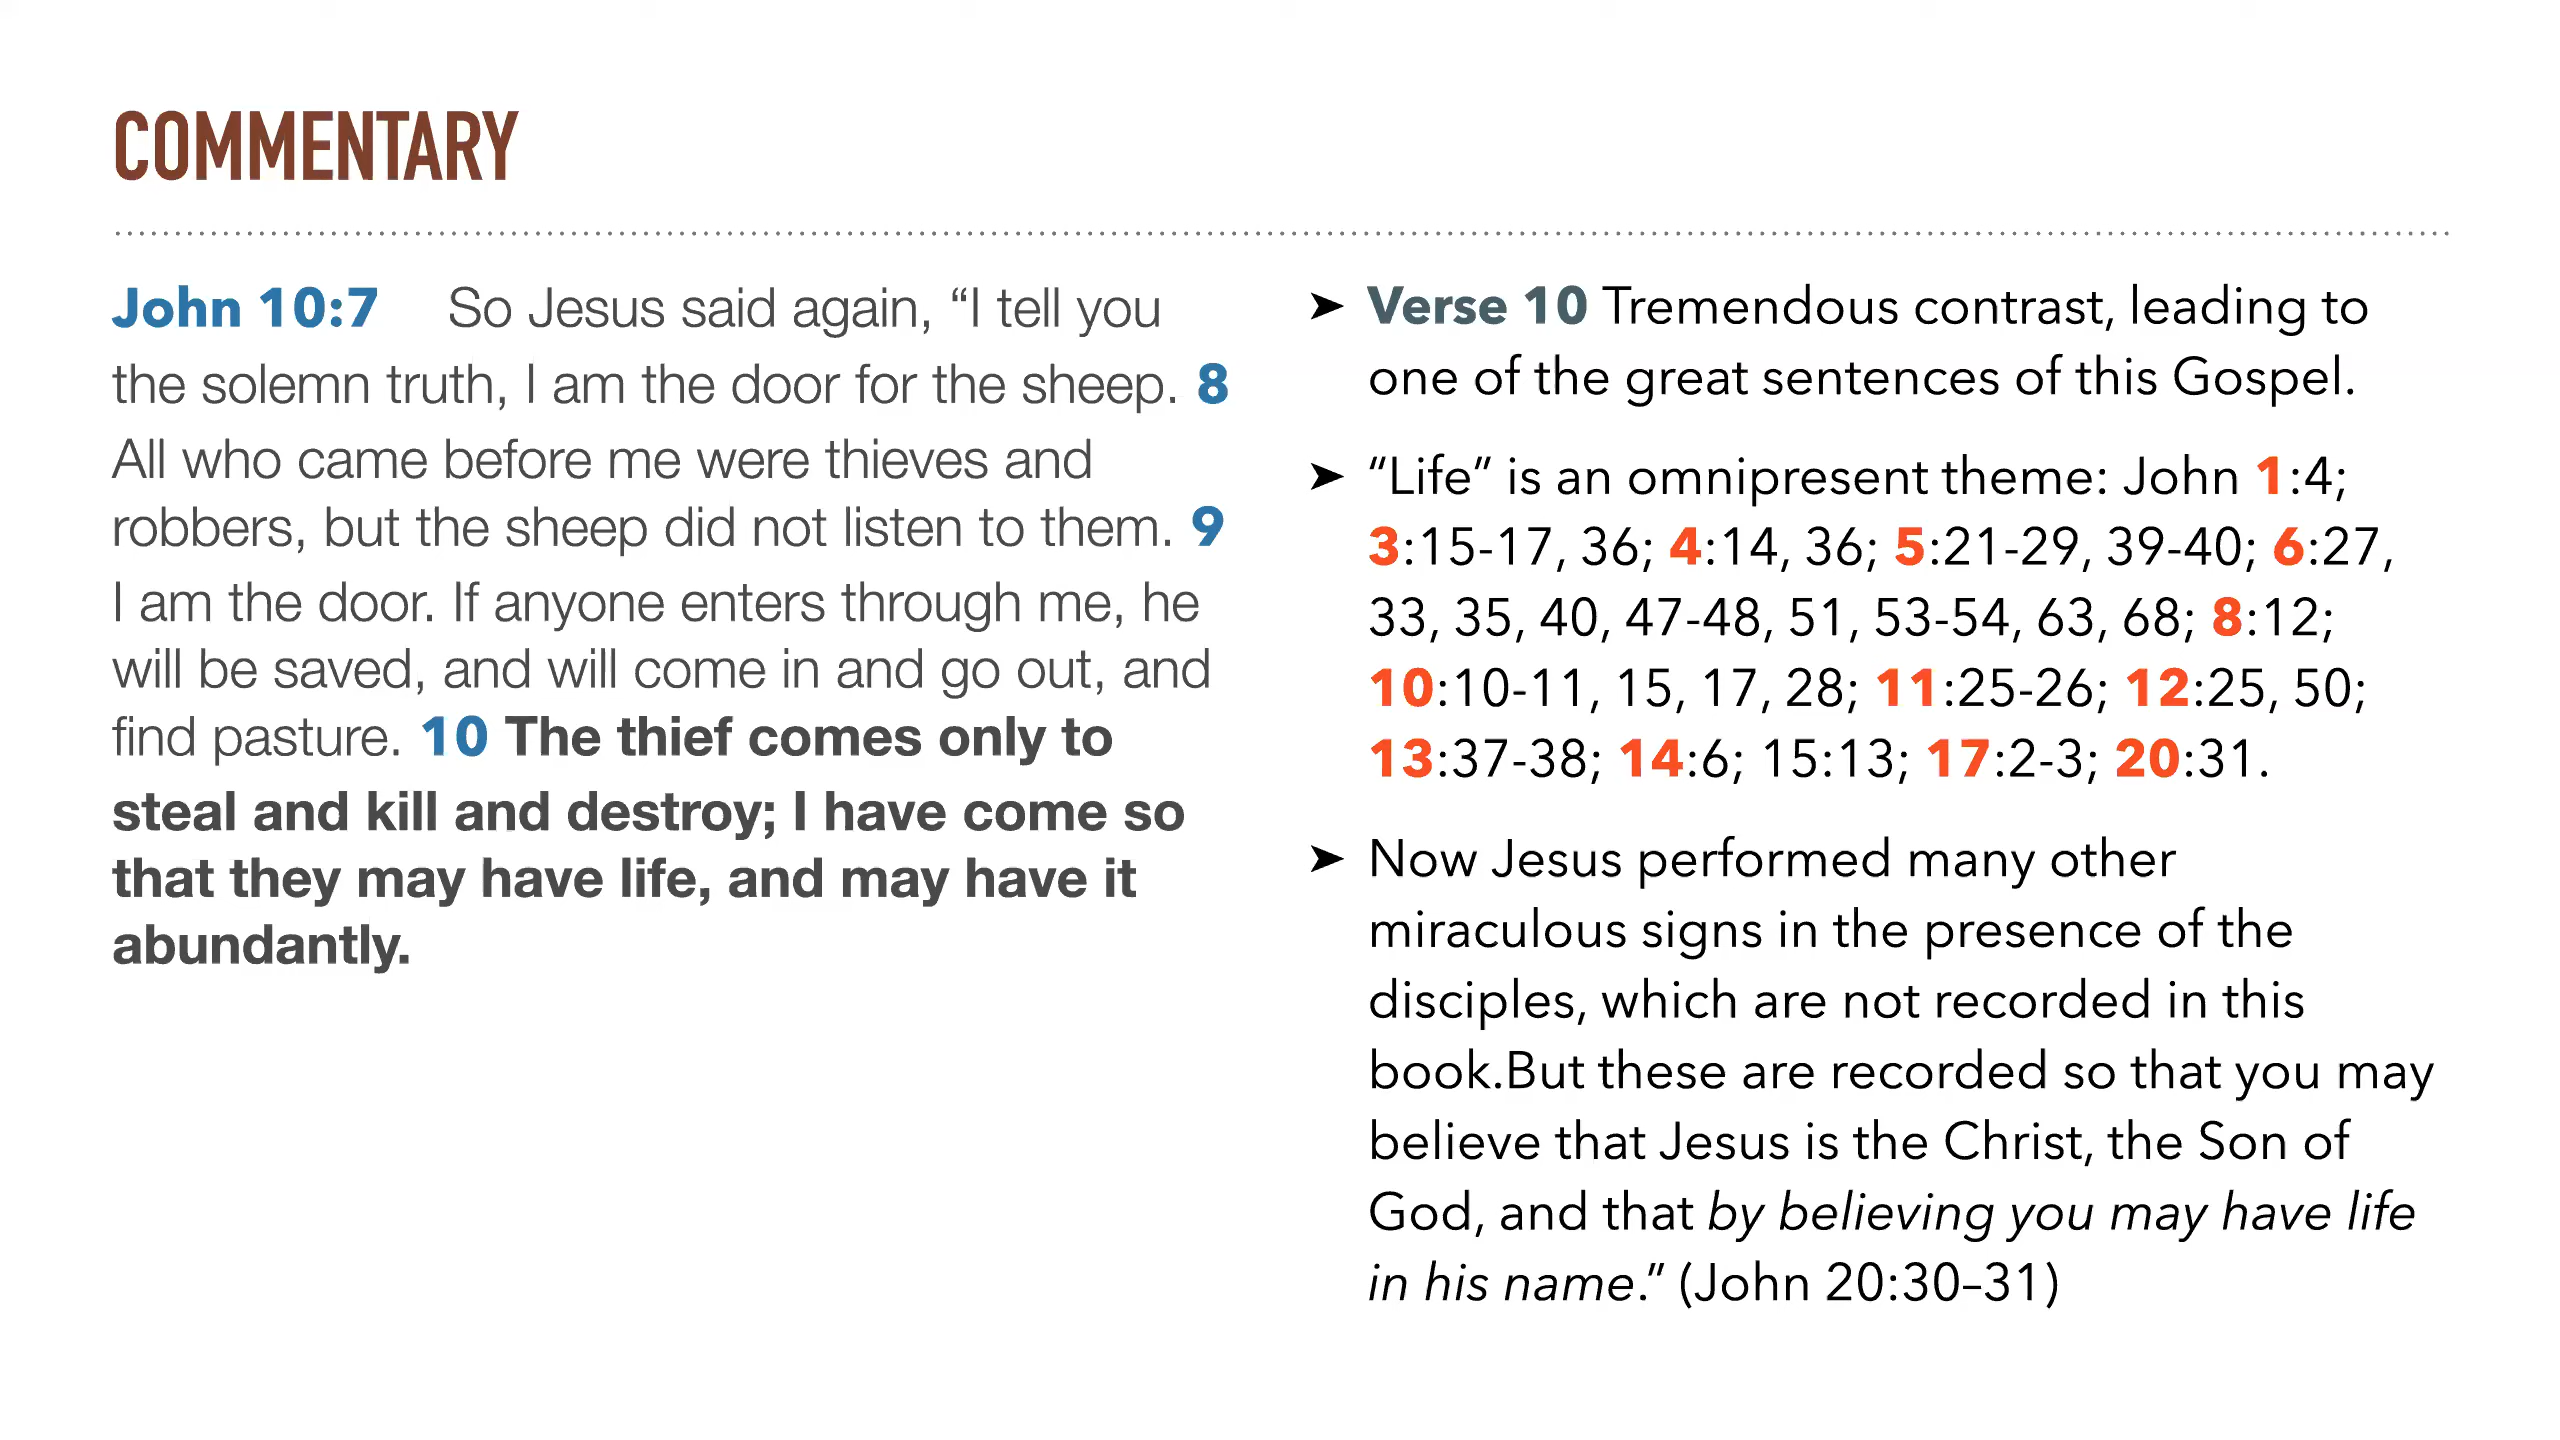 COMMENTARY
John 10:7 So Jesus said again, “I tell you
the solemn truth, I am the door for the sheep. 8
All who came before me were thieves and
robbers, but the sheep did not listen to them. 9
I am the door. If anyone enters through me, he
will be saved, and will come in and go out, and
find pasture. 10 The thief comes only to
steal and kill and destroy; I have come so
that they may have life, and may have it
abundantly.
➤ Verse 10 Tremendous contrast, leading to
one of the great sentences of this Gospel.
➤ “Life” is an omnipresent theme: John 1:4;
3:15-17, 36; 4:14, 36; 5:21-29, 39-40; 6:27,
33, 35, 40, 47-48, 51, 53-54, 63, 68; 8:12;
10:10-11, 15, 17, 28; 11:25-26; 12:25, 50;
13:37-38; 14:6; 15:13; 17:2-3; 20:31.
➤ Now Jesus performed many other
miraculous signs in the presence of the
disciples, which are not recorded in this
book.But these are recorded so that you may
believe that Jesus is the Christ, the Son of
God, and that by believing you may have life
in his name.” (John 20:30–31)